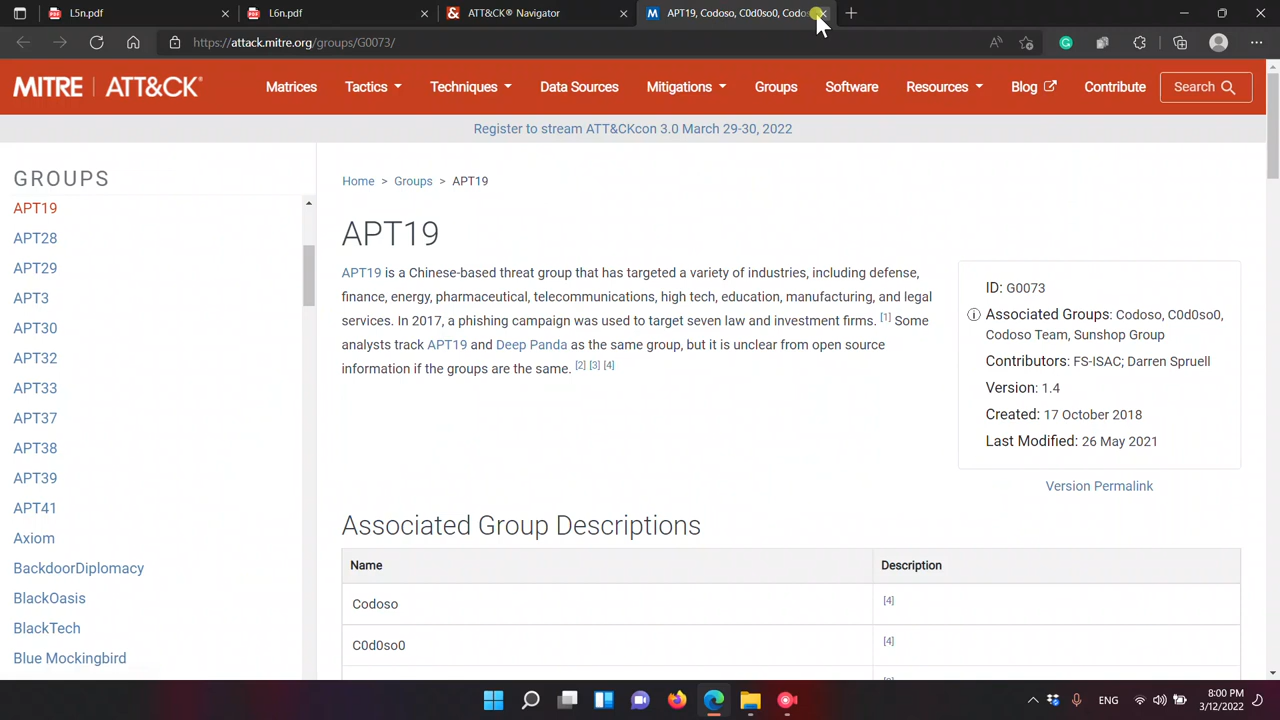 L5n.pdf
L6n.pdf
ATT&CK® Navigator
APT19, Codoso, C0d0so0, Codos
https://attack.mitre.org/groups/G0073/
MITRE | ATT&CK®
Matrices
Tactics
Techniques
Data Sources
Mitigations
Groups
Software
Resources
Blog
Contribute
Search
Register to stream ATT&CKcon 3.0 March 29-30, 2022
GROUPS
APT19
APT28
APT29
APT3
APT30
APT32
APT33
APT37
APT38
APT39
APT41
Axiom
BackdoorDiplomacy
BlackOasis
BlackTech
Blue Mockingbird
Home > Groups > APT19
APT19
APT19 is a Chinese-based threat group that has targeted a variety of industries, including defense,
finance, energy, pharmaceutical, telecommunications, high tech, education, manufacturing, and legal
services. In 2017, a phishing campaign was used to target seven law and investment firms. [1] Some
analysts track APT19 and Deep Panda as the same group, but it is unclear from open source
information if the groups are the same. [2] [3] [4]
ID: G0073
Associated Groups: Codoso, C0d0so0,
Codoso Team, Sunshop Group
Contributors: FS-ISAC; Darren Spruell
Version: 1.4
Created: 17 October 2018
Last Modified: 26 May 2021
Version Permalink
Associated Group Descriptions
Name Description
Codoso [4]
C0d0so0 [4]
ENG
8:00 PM
3/12/2022